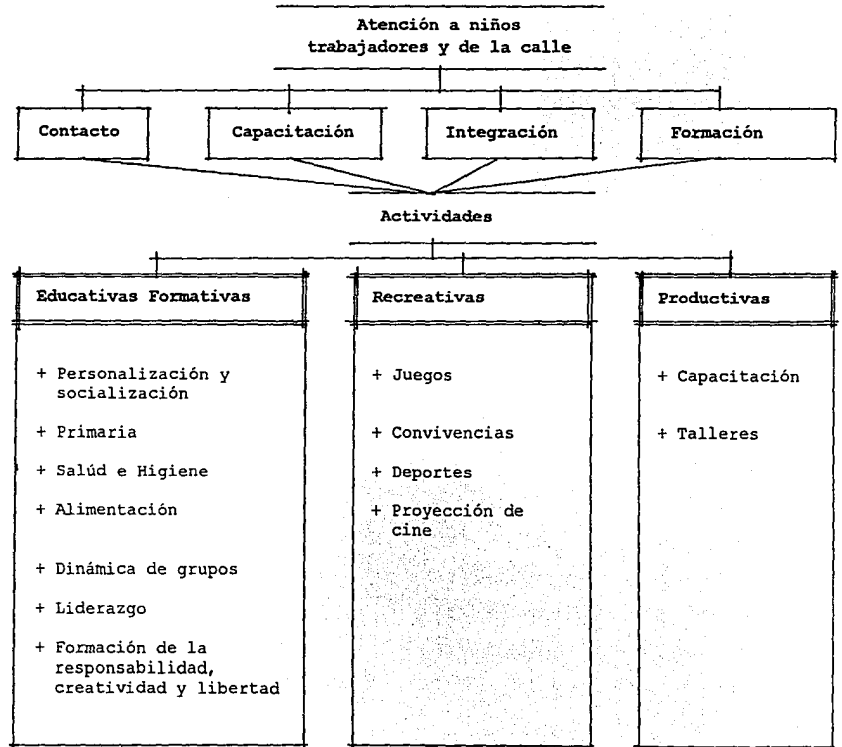 Atención a niños
trabajadores y de la calle
Contacto
Capacitación
Integración
Formación
Actividades
Educativas Formativas
+ Personalización y
socialización
+ Primaria
+ Salúd e Higiene
+ Alimentación
+ Dinámica de grupos
+ Liderazgo
+ Formación de la
responsabilidad,
creatividad y libertad
Recreativas
+ Juegos
+ Convivencias
+ Deportes
+ Proyección de
cine
Productivas
+ Capacitación
+ Talleres